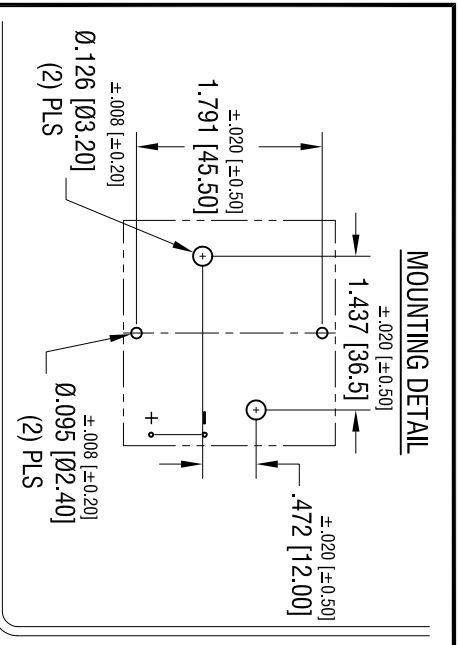 MOUNTING DETAIL
±.020 [±0.50]
1.437 [36.5]
±.020 [±0.50]
1.791 [45.50]
±.020 [±0.50]
.472 [12.00]
±.008 [±0.20]
Ø.126 [Ø3.20]
(2) PLS
±.008 [±0.20]
Ø.095 [Ø2.40]
(2) PLS
+
-